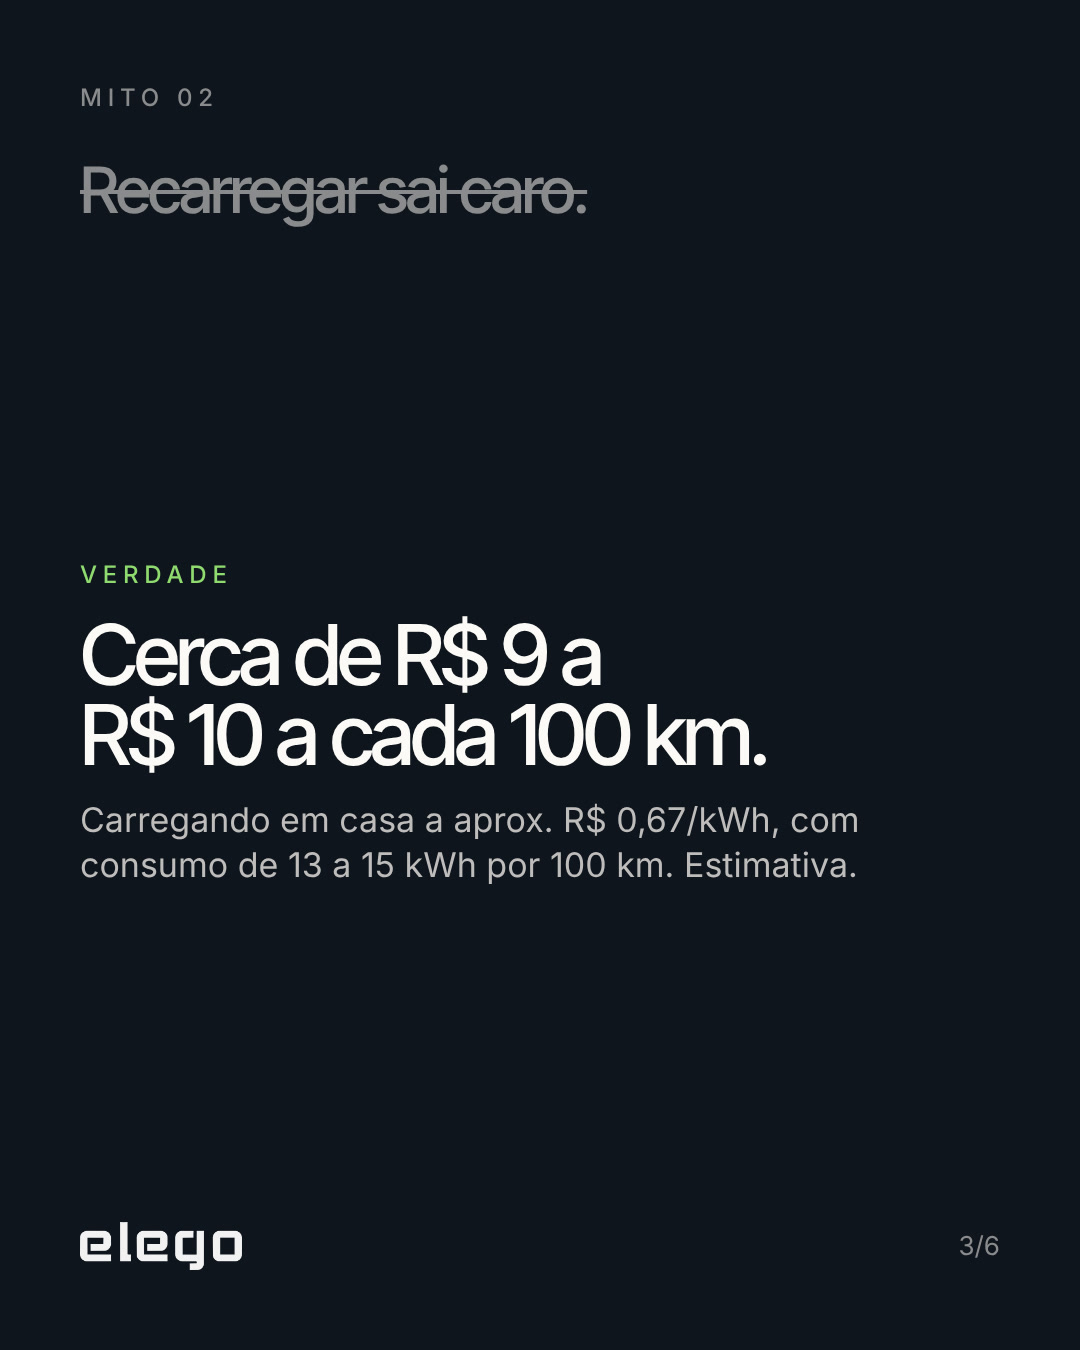 MITO 02
Recarregar sai caro.
VERDADE
Cerca de R$ 9 a
R$ 10 a cada 100 km.
Carregando em casa a aprox. R$ 0,67/kWh, com
consumo de 13 a 15 kWh por 100 km. Estimativa.
elego
3/6